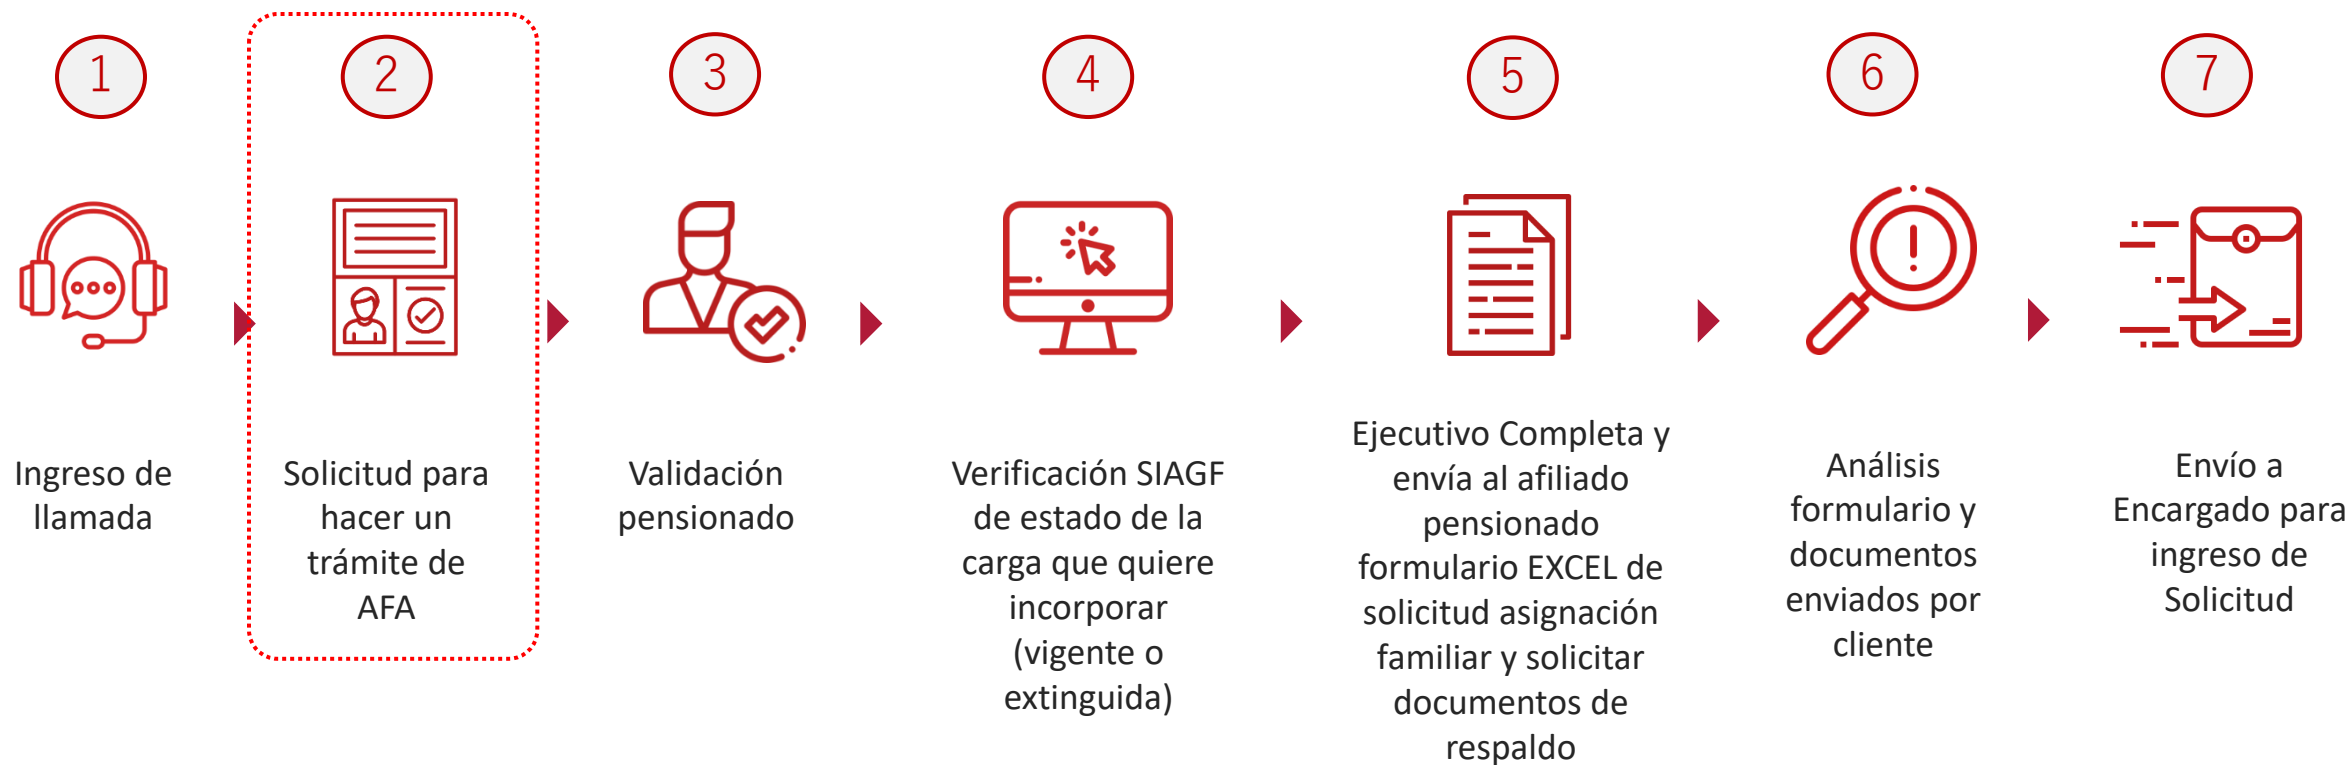 1
Ingreso de
llamada
2
Solicitud para
hacer un
trámite de
AFA
3
Validación
pensionado
4
Verificación SIAGF
de estado de la
carga que quiere
incorporar
(vigente o
extinguida)
5
Ejecutivo Completa y
envía al afiliado
pensionado
formulario EXCEL de
solicitud asignación
familiar y solicitar
documentos de
respaldo
6
Análisis
formulario y
documentos
enviados por
cliente
7
Envío a
Encargado para
ingreso de
Solicitud